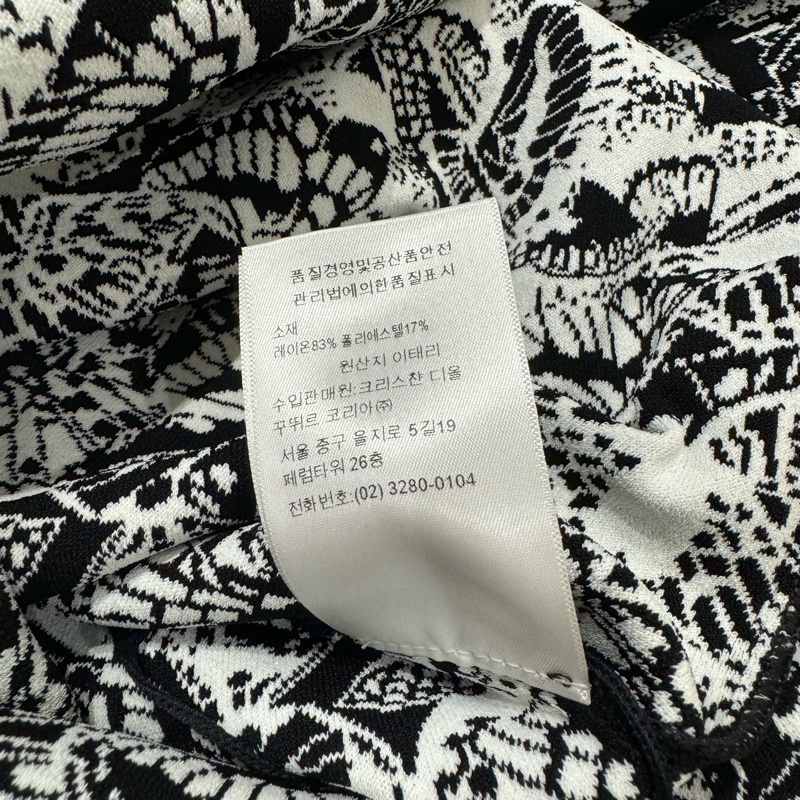 품질경영및공산품안전
관리법에의한품질표시
소재
레이온83% 폴리에스텔17%
원산지 이태리
수입판매원:크리스챤 디올
꾸뛰르 코리아㈜
서울 중구 을지로 5길19
페럼타워 26층
전화번호:(02) 3280-0104